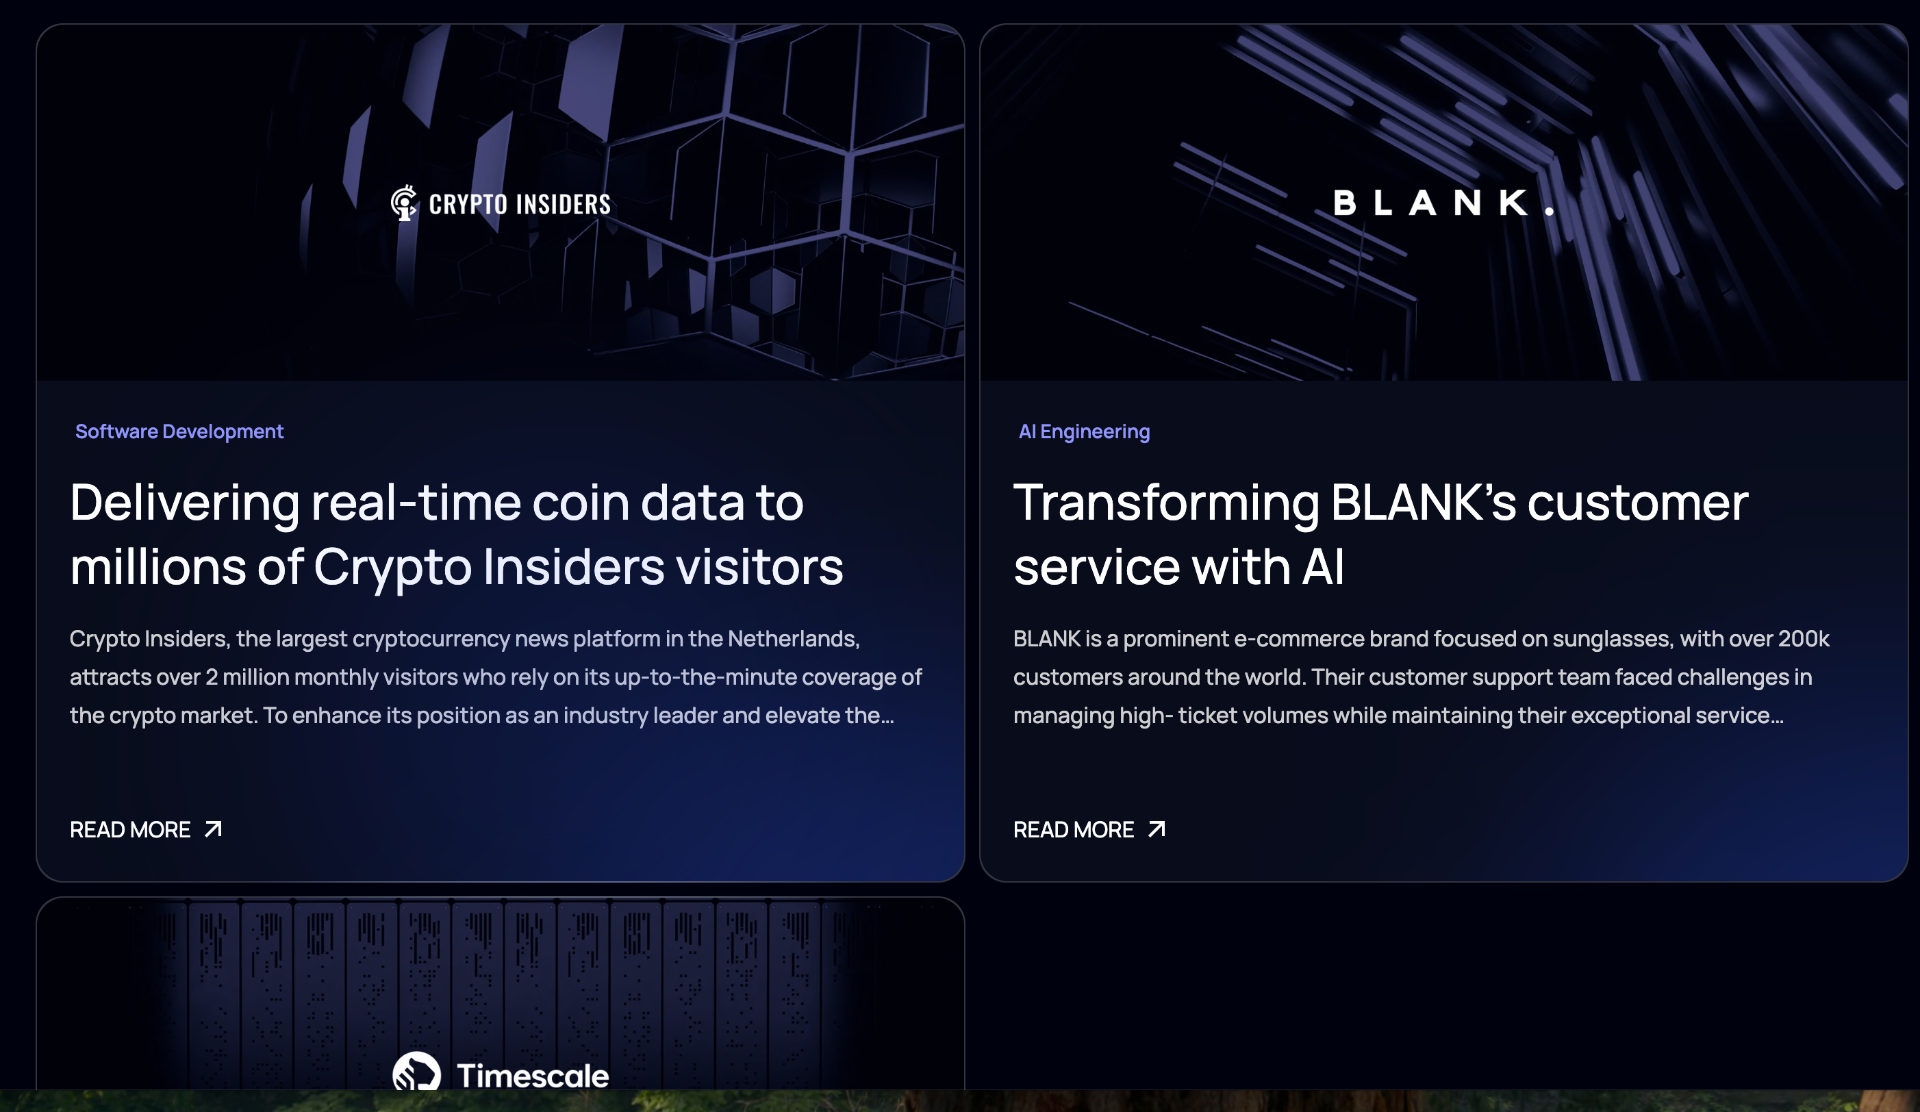 CRYPTO INSIDERS
Software Development
Delivering real-time coin data to
millions of Crypto Insiders visitors
Crypto Insiders, the largest cryptocurrency news platform in the Netherlands,
attracts over 2 million monthly visitors who rely on its up-to-the-minute coverage of
the crypto market. To enhance its position as an industry leader and elevate the...
READ MORE
BLANK.
AI Engineering
Transforming BLANK’s customer
service with AI
BLANK is a prominent e-commerce brand focused on sunglasses, with over 200k
customers around the world. Their customer support team faced challenges in
managing high- ticket volumes while maintaining their exceptional service...
READ MORE
Timescale